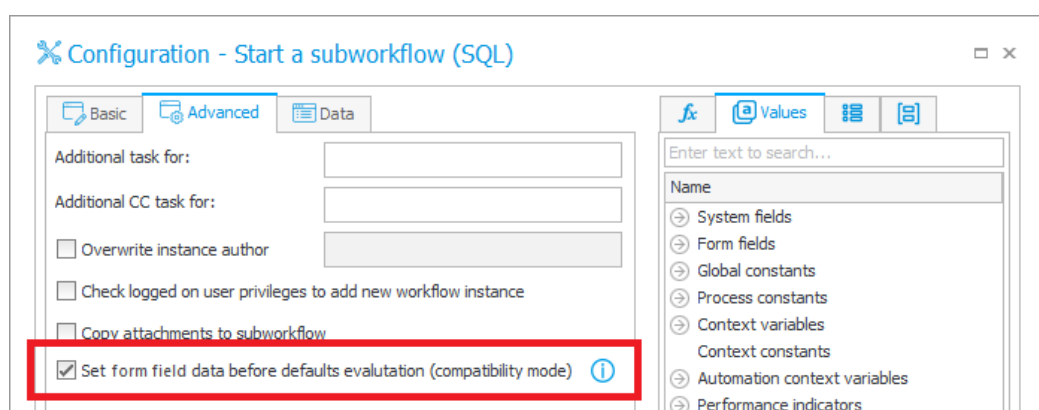 Configuration - Start a subworkflow (SQL)
Basic
Advanced
Data
fx
Values
Additional task for:
Enter text to search...
Name
Additional CC task for:
System fields
Overwrite instance author
Form fields
Global constants
Check logged on user privileges to add new workflow instance
Process constants
Copy attachments to subworkflow
Context variables
Context constants
Set form field data before defaults evalutation (compatibility mode)
Automation context variables
Performance indicators